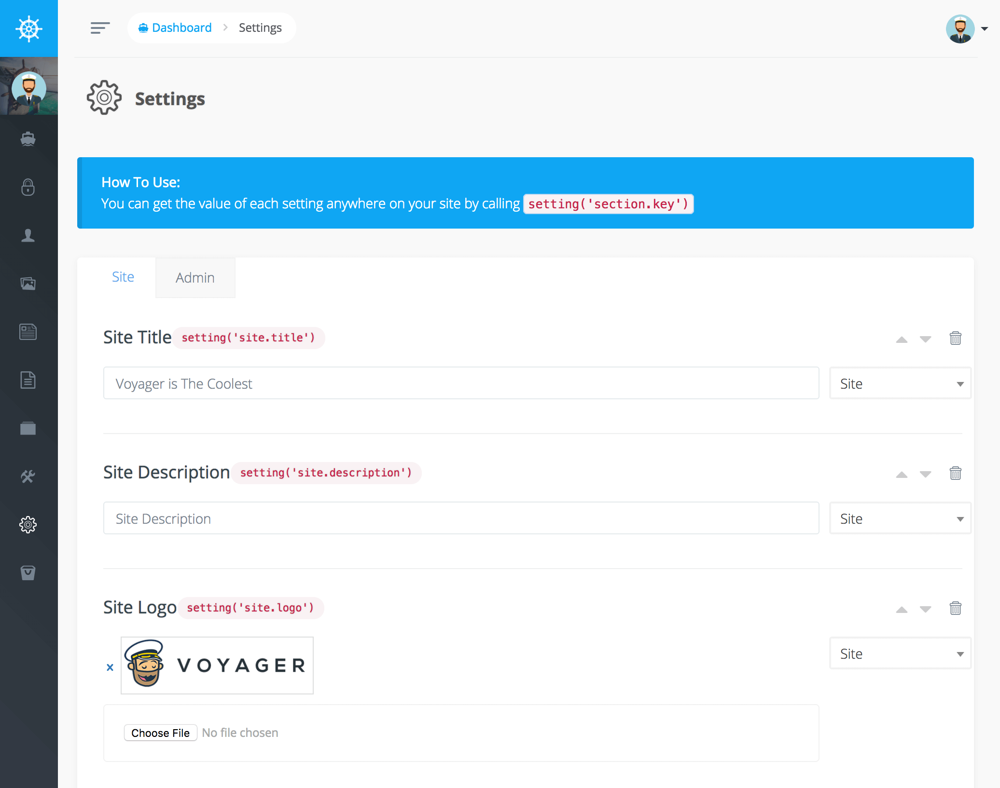 Dashboard > Settings
Settings
How To Use:
You can get the value of each setting anywhere on your site by calling setting('section.key')
Site Admin
Site Title setting('site.title')
Voyager is The Coolest Site
Site Description setting('site.description')
Site Description Site
Site Logo setting('site.logo')
x VOYAGER Site
Choose File No file chosen